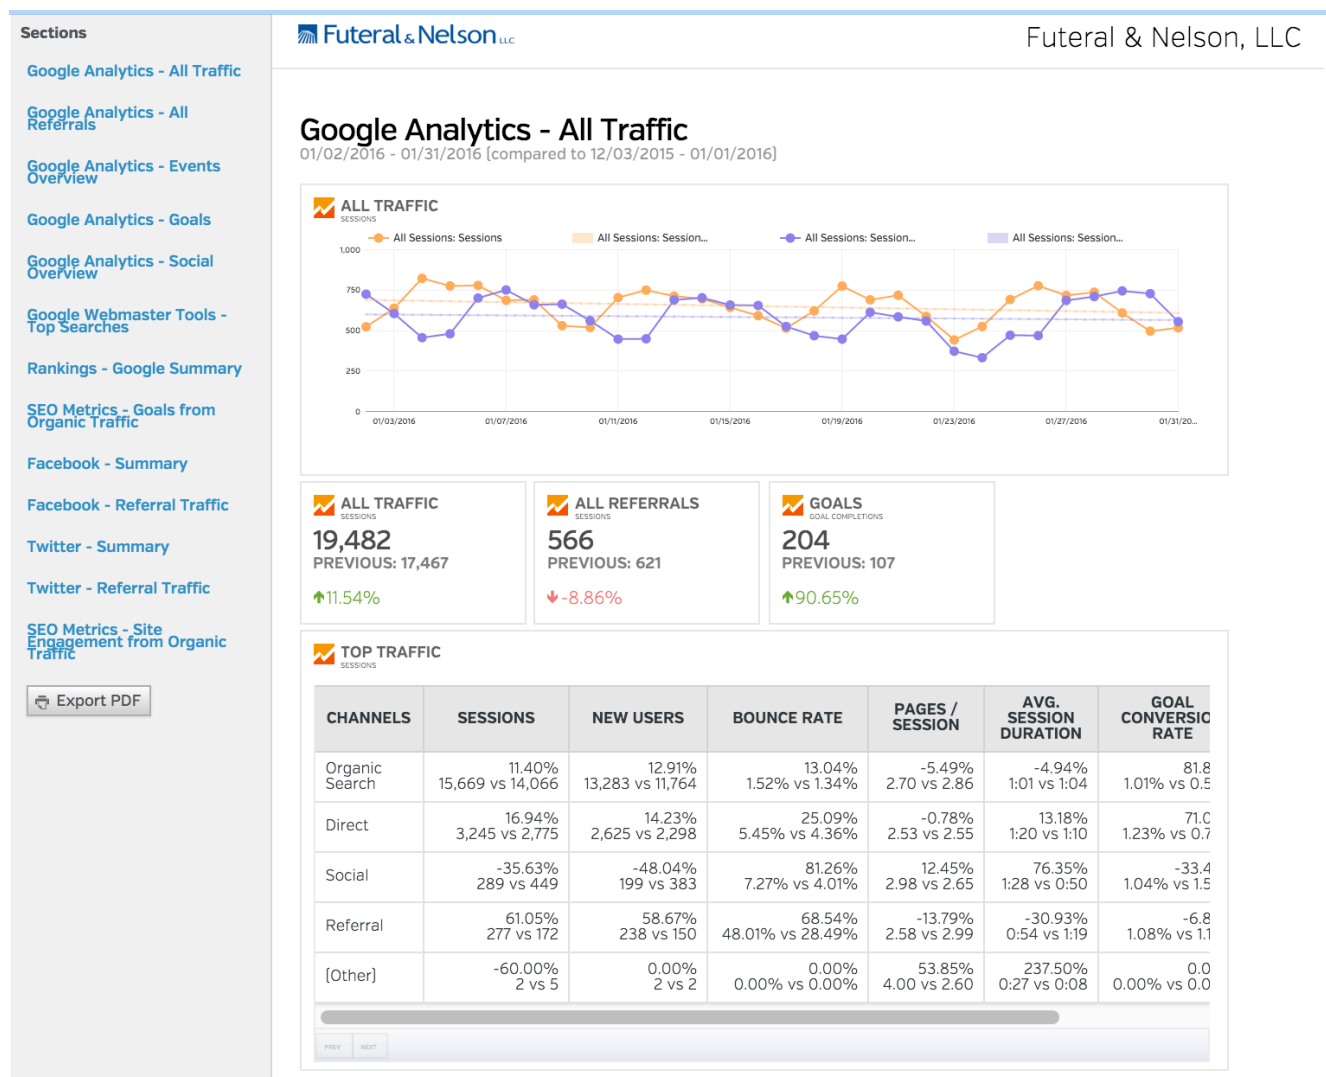 Sections
Google Analytics - All Traffic
Google Analytics - All
Referrals
Google Analytics - Events
Overview
Google Analytics - Goals
Google Analytics - Social
Overview
Google Webmaster Tools -
Top Searches
Rankings - Google Summary
SEO Metrics - Goals from
Organic Traffic
Facebook - Summary
Facebook - Referral Traffic
Twitter - Summary
Twitter - Referral Traffic
SEO Metrics - Site
Engagement from Organic
Traffic
Export PDF
Futeral & Nelson LLC
Futeral & Nelson, LLC
Google Analytics - All Traffic
01/02/2016 - 01/31/2016 [compared to 12/03/2015 - 01/01/2016]
ALL TRAFFIC
SESSIONS
All Sessions: Sessions All Sessions: Session... All Sessions: Session... All Sessions: Session...
1,000
750
500
250
0
01/03/2016 01/07/2016 01/11/2016 01/15/2016 01/19/2016 01/23/2016 01/27/2016 01/31/20...
ALL TRAFFIC
SESSIONS
19,482
PREVIOUS: 17,467
11.54%
ALL REFERRALS
SESSIONS
566
PREVIOUS: 621
-8.86%
GOALS
GOAL COMPLETIONS
204
PREVIOUS: 107
90.65%
TOP TRAFFIC
SESSIONS
CHANNELS SESSIONS NEW USERS BOUNCE RATE PAGES / SESSION AVG. SESSION DURATION GOAL CONVERSIO RATE
Organic 11.40% 12.91% 13.04% -5.49% -4.94% 81.8
Search 15,669 vs 14,066 13,283 vs 11,764 1.52% vs 1.34% 2.70 vs 2.86 1:01 vs 1:04 1.01% vs 0.5
Direct 16.94% 14.23% 25.09% -0.78% 13.18% 71.0
3,245 vs 2,775 2,625 vs 2,298 5.45% vs 4.36% 2.53 vs 2.55 1:20 vs 1:10 1.23% vs 0.7
Social -35.63% -48.04% 81.26% 12.45% 76.35% -33.4
289 vs 449 199 vs 383 7.27% vs 4.01% 2.98 vs 2.65 1:28 vs 0:50 1.04% vs 1.5
Referral 61.05% 58.67% 68.54% -13.79% -30.93% -6.8
277 vs 172 238 vs 150 48.01% vs 28.49% 2.58 vs 2.99 0:54 vs 1:19 1.08% vs 1.1
[Other] -60.00% 0.00% 0.00% 53.85% 237.50% 0.0
2 vs 5 2 vs 2 0.00% vs 0.00% 4.00 vs 2.60 0:27 vs 0:08 0.00% vs 0.0
PREV NEXT